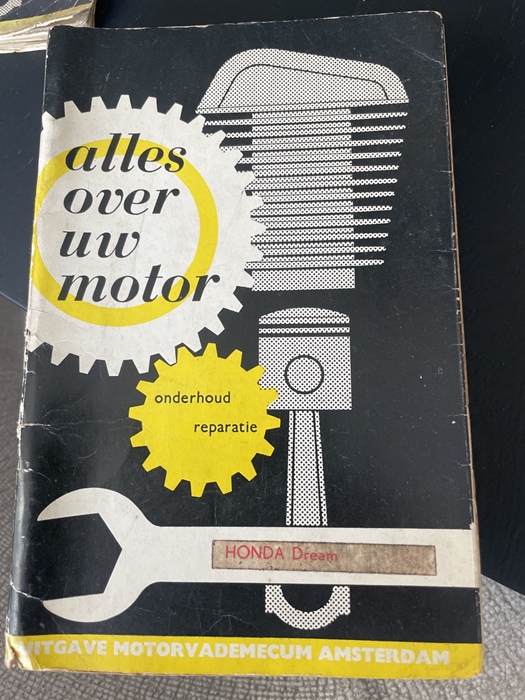 alles
over
uw
motor
onderhoud
reparatie
HONDA Dream
UITGAVE MOTORVADEMECUM AMSTERDAM